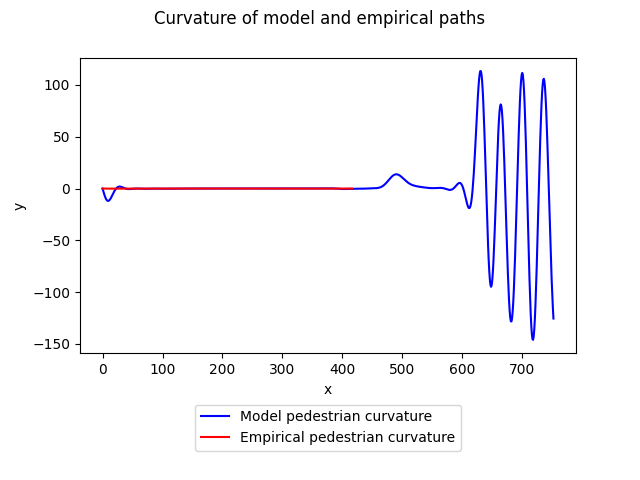 Curvature of model and empirical paths
100
50
0
−50
−100
−150
y
0 100 200 300 400 500 600 700
x
Model pedestrian curvature
Empirical pedestrian curvature